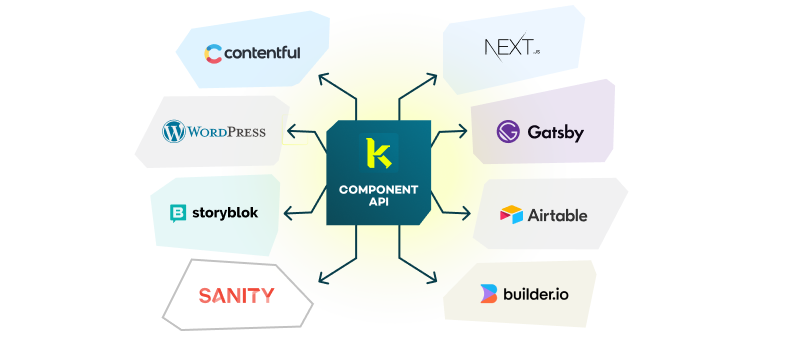 contentful
NEXT.JS
WORDPRESS
Gatsby
k
COMPONENT
API
storyblok
Airtable
SANITY
builder.io